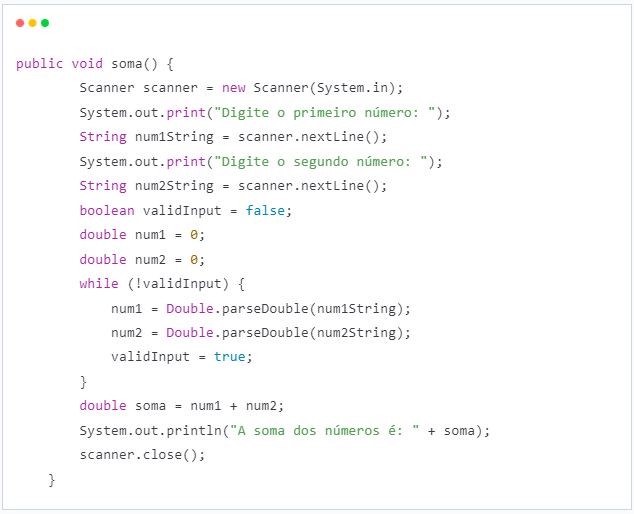 public void soma() {
        Scanner scanner = new Scanner(System.in);
        System.out.print("Digite o primeiro número: ");
        String num1String = scanner.nextLine();
        System.out.print("Digite o segundo número: ");
        String num2String = scanner.nextLine();
        boolean validInput = false;
        double num1 = 0;
        double num2 = 0;
        while (!validInput) {
            num1 = Double.parseDouble(num1String);
            num2 = Double.parseDouble(num2String);
            validInput = true;
        }
        double soma = num1 + num2;
        System.out.println("A soma dos números é: " + soma);
        scanner.close();
    }